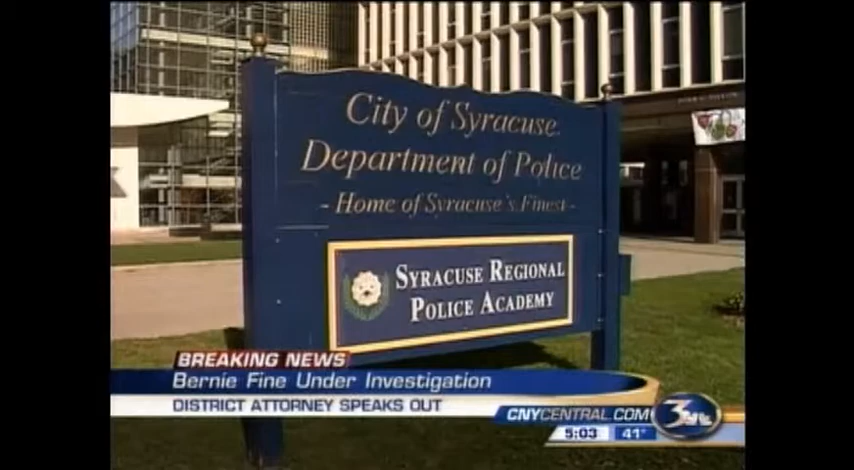 City of Syracuse
Department of Police
- Home of Syracuse's Finest -
SYRACUSE REGIONAL
POLICE ACADEMY
BREAKING NEWS
Bernie Fine Under Investigation
DISTRICT ATTORNEY SPEAKS OUT
CNYCENTRAL.COM
3
5:03 41°